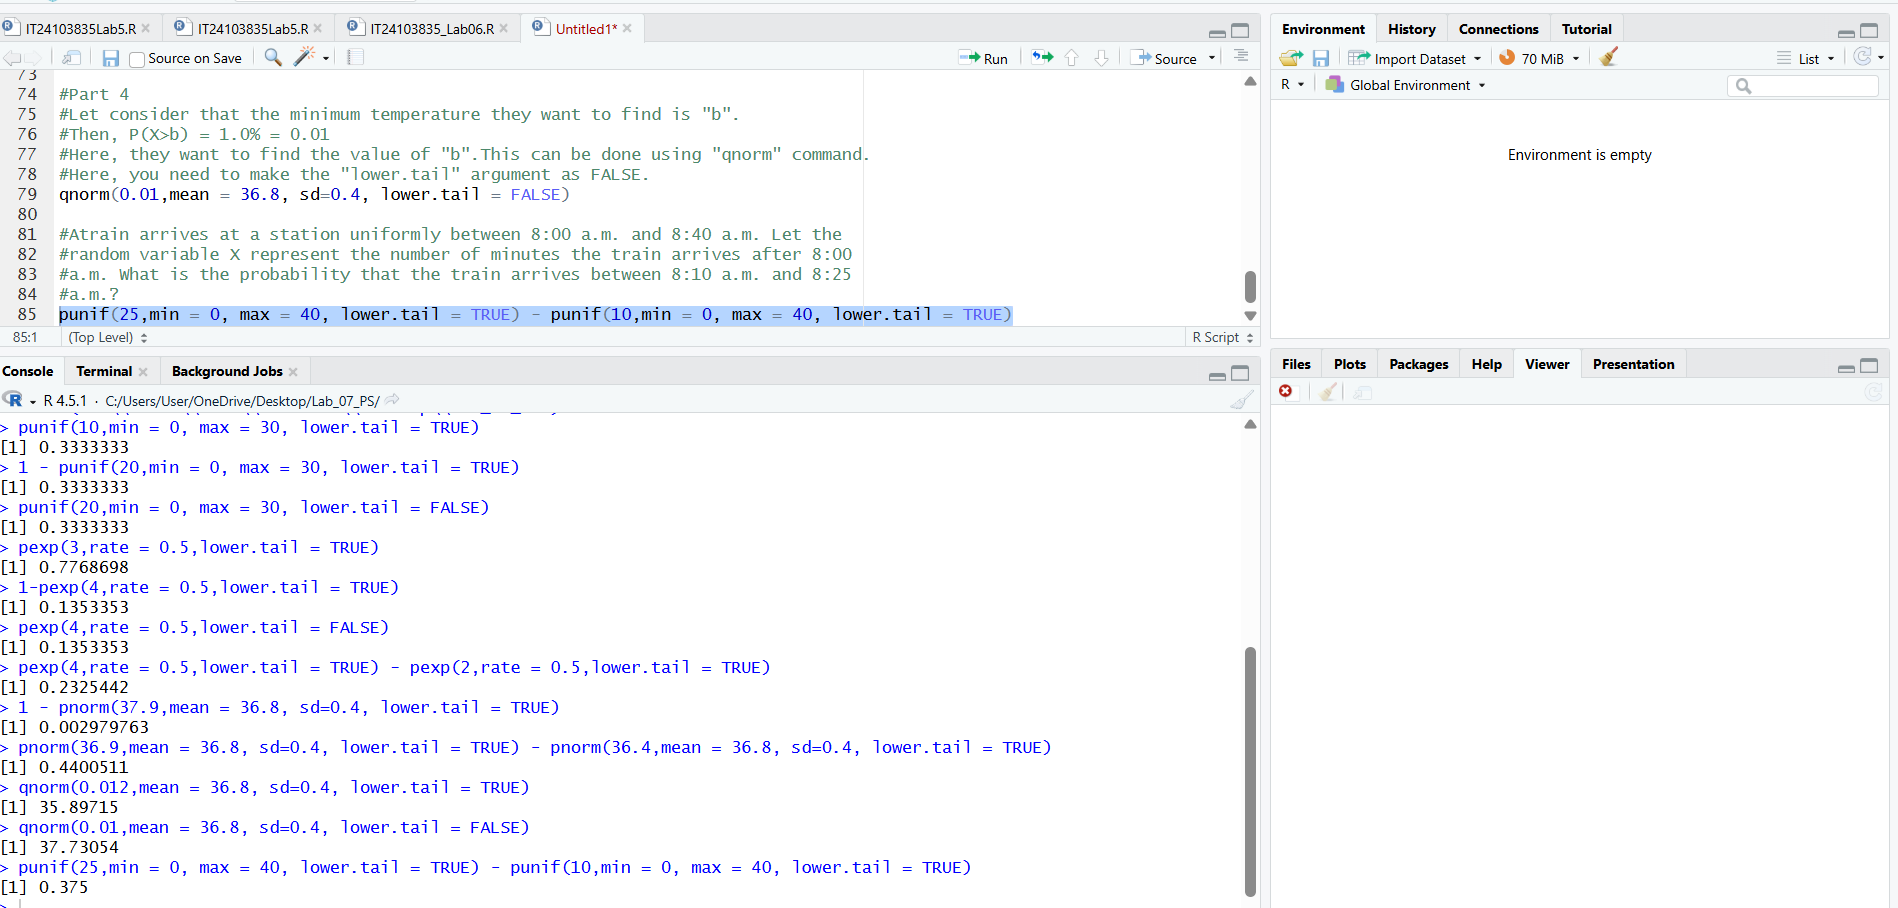 IT24103835Lab5.R
IT24103835Lab5.R
IT24103835_Lab06.R
Untitled1*
Source on Save
Run
Source
73
74 #Part 4
75 #Let consider that the minimum temperature they want to find is "b".
76 #Then, P(X>b) = 1.0% = 0.01
77 #Here, they want to find the value of "b".This can be done using "qnorm" command.
78 #Here, you need to make the "lower.tail" argument as FALSE.
79 qnorm(0.01,mean = 36.8, sd=0.4, lower.tail = FALSE)
80
81 #Atrain arrives at a station uniformly between 8:00 a.m. and 8:40 a.m. Let the
82 #random variable X represent the number of minutes the train arrives after 8:00
83 #a.m. What is the probability that the train arrives between 8:10 a.m. and 8:25
84 #a.m.?
85 punif(25,min = 0, max = 40, lower.tail = TRUE) - punif(10,min = 0, max = 40, lower.tail = TRUE)
85:1 (Top Level) R Script
Console Terminal Background Jobs
R 4.5.1 · C:/Users/User/OneDrive/Desktop/Lab_07_PS/
> punif(10,min = 0, max = 30, lower.tail = TRUE)
[1] 0.3333333
> 1 - punif(20,min = 0, max = 30, lower.tail = TRUE)
[1] 0.3333333
> punif(20,min = 0, max = 30, lower.tail = FALSE)
[1] 0.3333333
> pexp(3,rate = 0.5,lower.tail = TRUE)
[1] 0.7768698
> 1-pexp(4,rate = 0.5,lower.tail = TRUE)
[1] 0.1353353
> pexp(4,rate = 0.5,lower.tail = FALSE)
[1] 0.1353353
> pexp(4,rate = 0.5,lower.tail = TRUE) - pexp(2,rate = 0.5,lower.tail = TRUE)
[1] 0.2325442
> 1 - pnorm(37.9,mean = 36.8, sd=0.4, lower.tail = TRUE)
[1] 0.002979763
> pnorm(36.9,mean = 36.8, sd=0.4, lower.tail = TRUE) - pnorm(36.4,mean = 36.8, sd=0.4, lower.tail = TRUE)
[1] 0.4400511
> qnorm(0.012,mean = 36.8, sd=0.4, lower.tail = TRUE)
[1] 35.89715
> qnorm(0.01,mean = 36.8, sd=0.4, lower.tail = FALSE)
[1] 37.73054
> punif(25,min = 0, max = 40, lower.tail = TRUE) - punif(10,min = 0, max = 40, lower.tail = TRUE)
[1] 0.375
>
Environment History Connections Tutorial
Import Dataset 70 MiB List
R Global Environment
Environment is empty
Files Plots Packages Help Viewer Presentation